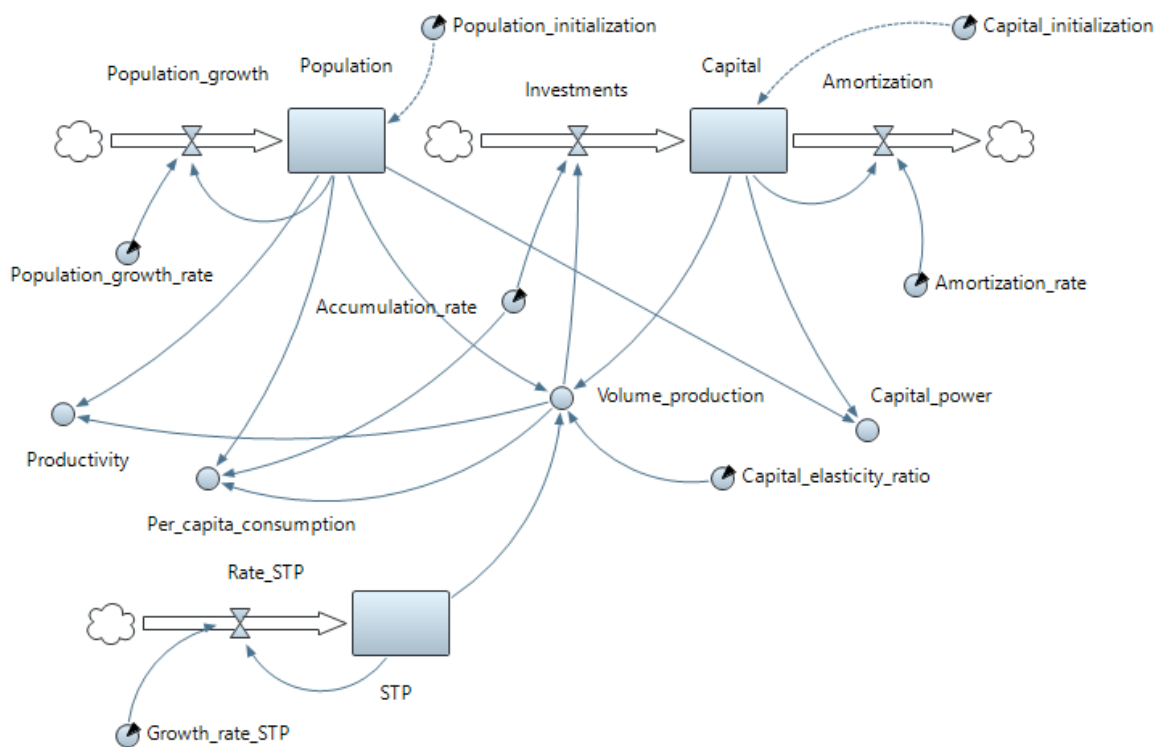 Population_initialization
Capital_initialization
Population_growth
Population
Capital
Amortization
Investments
Population_growth_rate
Accumulation_rate
Amortization_rate
Volume_production
Capital_power
Productivity
Capital_elasticity_ratio
Per_capita_consumption
Rate_STP
STP
Growth_rate_STP